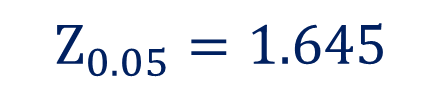 Z₀.₀₅ = 1.645